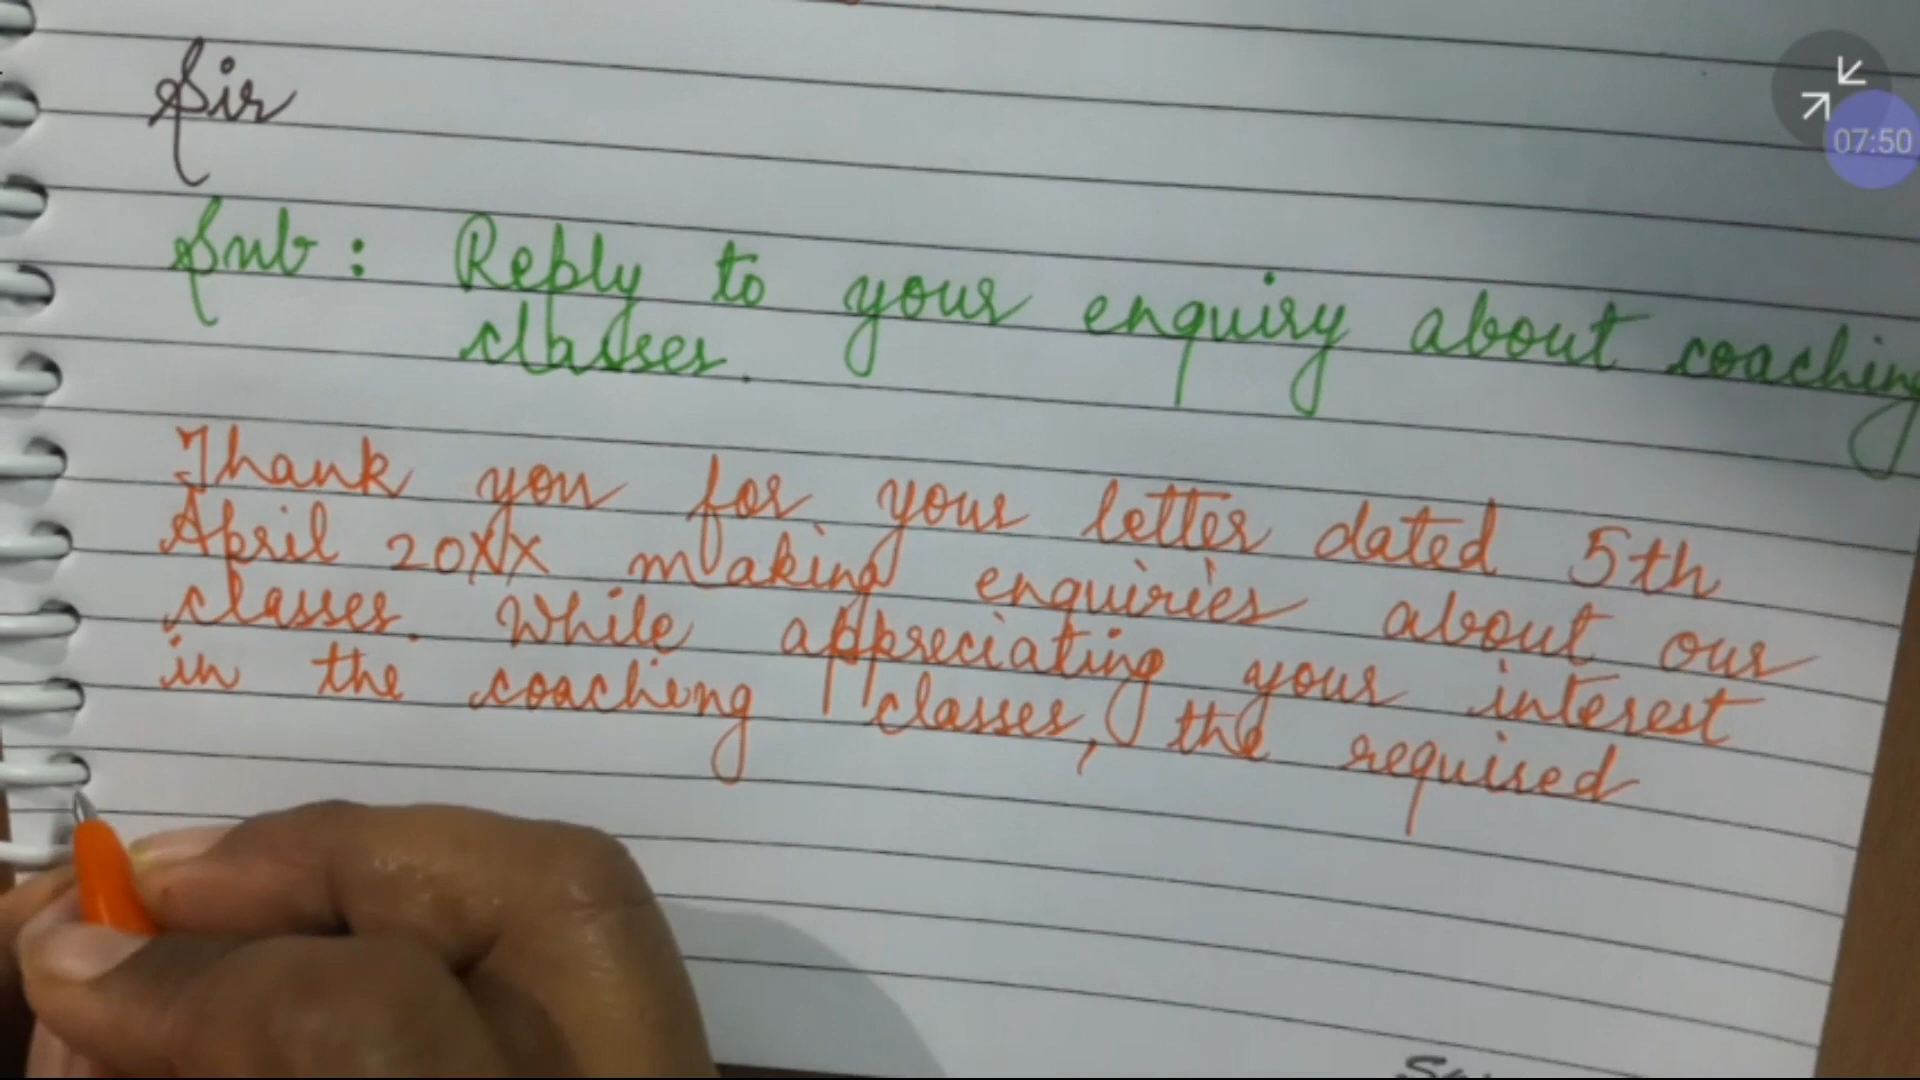 Sir
Sub: Reply to your enquiry about coaching
classes.
Thank you for your letter dated 5th
April 20XX making enquiries about our
classes. While appreciating your interest
in the coaching classes, the required
07:50